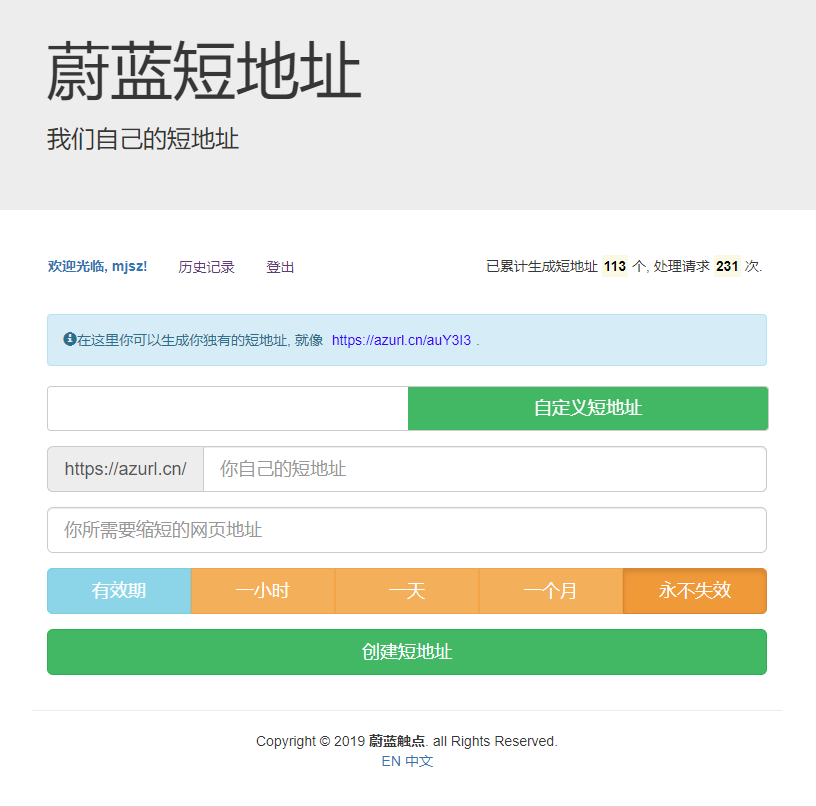 蔚蓝短地址
我们自己的短地址
欢迎光临, mjsz! 历史记录 登出 已累计生成短地址 113 个, 处理请求 231 次.
在这里你可以生成你独有的短地址, 就像 https://azurl.cn/auY3I3 .
自定义短地址
https://azurl.cn/ 你自己的短地址
你所需要缩短的网页地址
有效期 一小时 一天 一个月 永不失效
创建短地址
Copyright © 2019 蔚蓝触点. all Rights Reserved.
EN 中文